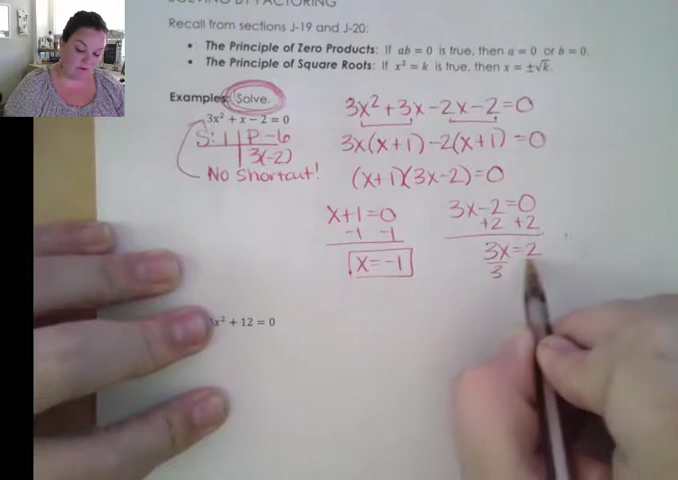 SOLVING BY FACTORING
Recall from sections J-19 and J-20:
• The Principle of Zero Products: If ab = 0 is true, then a = 0 or b = 0.
• The Principle of Square Roots: If x² = k is true, then x = ±√k.
Examples: Solve.
3x² + x − 2 = 0
S: 1 | P -6
3(-2)
No Shortcut!
3x² + 3x - 2x - 2 = 0
3x(x+1) - 2(x+1) = 0
(x+1)(3x-2) = 0
x+1=0
-1 -1
x=-1
3x-2=0
+2 +2
3x=2
3
x² + 12 = 0